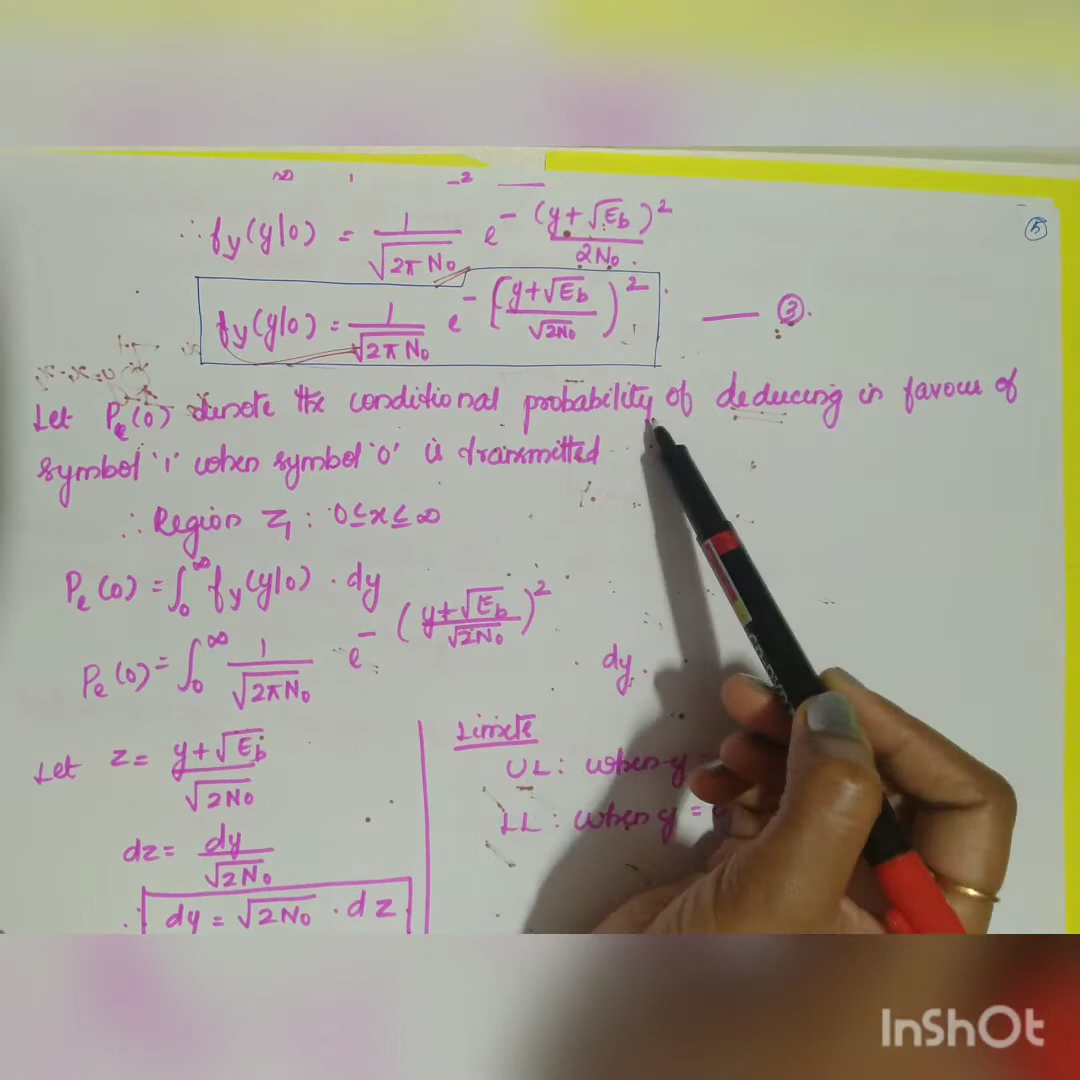 5
∴ fy(y|0) = 1/√2πN₀ e^-(y+√Eb)²/2N₀
fy(y|0) = 1/√2πN₀ e^-[(y+√Eb)/√2N₀)² — ③.
Let Pe(0) denote the conditional probability of deducing in favour of
symbol '1' when symbol '0' is transmitted
∴ Region Z₁ : 0≤x≤∞
Pe(0) = ∫₀^∞ fy(y|0) . dy
Pe(0) = ∫₀^∞ 1/√2πN₀ e^-((y+√Eb)/√2N₀)² . dy.
Let z = y+√Eb/√2N₀
dz = dy/√2N₀
∴ dy = √2N₀ . dz
Limits
UL: when y =
LL: when y =
InShOt